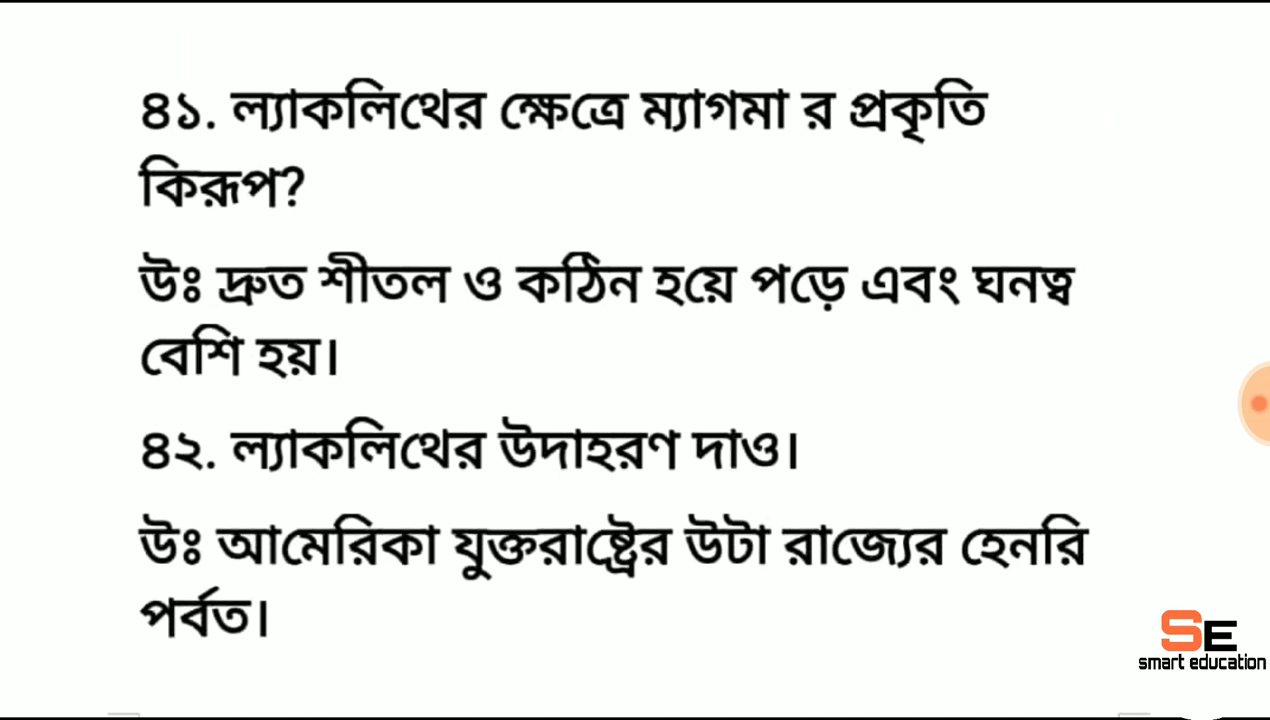 ৪১. ল্যাকলিথের ক্ষেত্রে ম্যাগমা র প্রকৃতি
কিরূপ?
উঃ দ্রুত শীতল ও কঠিন হয়ে পড়ে এবং ঘনত্ব
বেশি হয়।
৪২. ল্যাকলিথের উদাহরণ দাও।
উঃ আমেরিকা যুক্তরাষ্ট্রের উটা রাজ্যের হেনরি
পর্বত।
SE
smart education